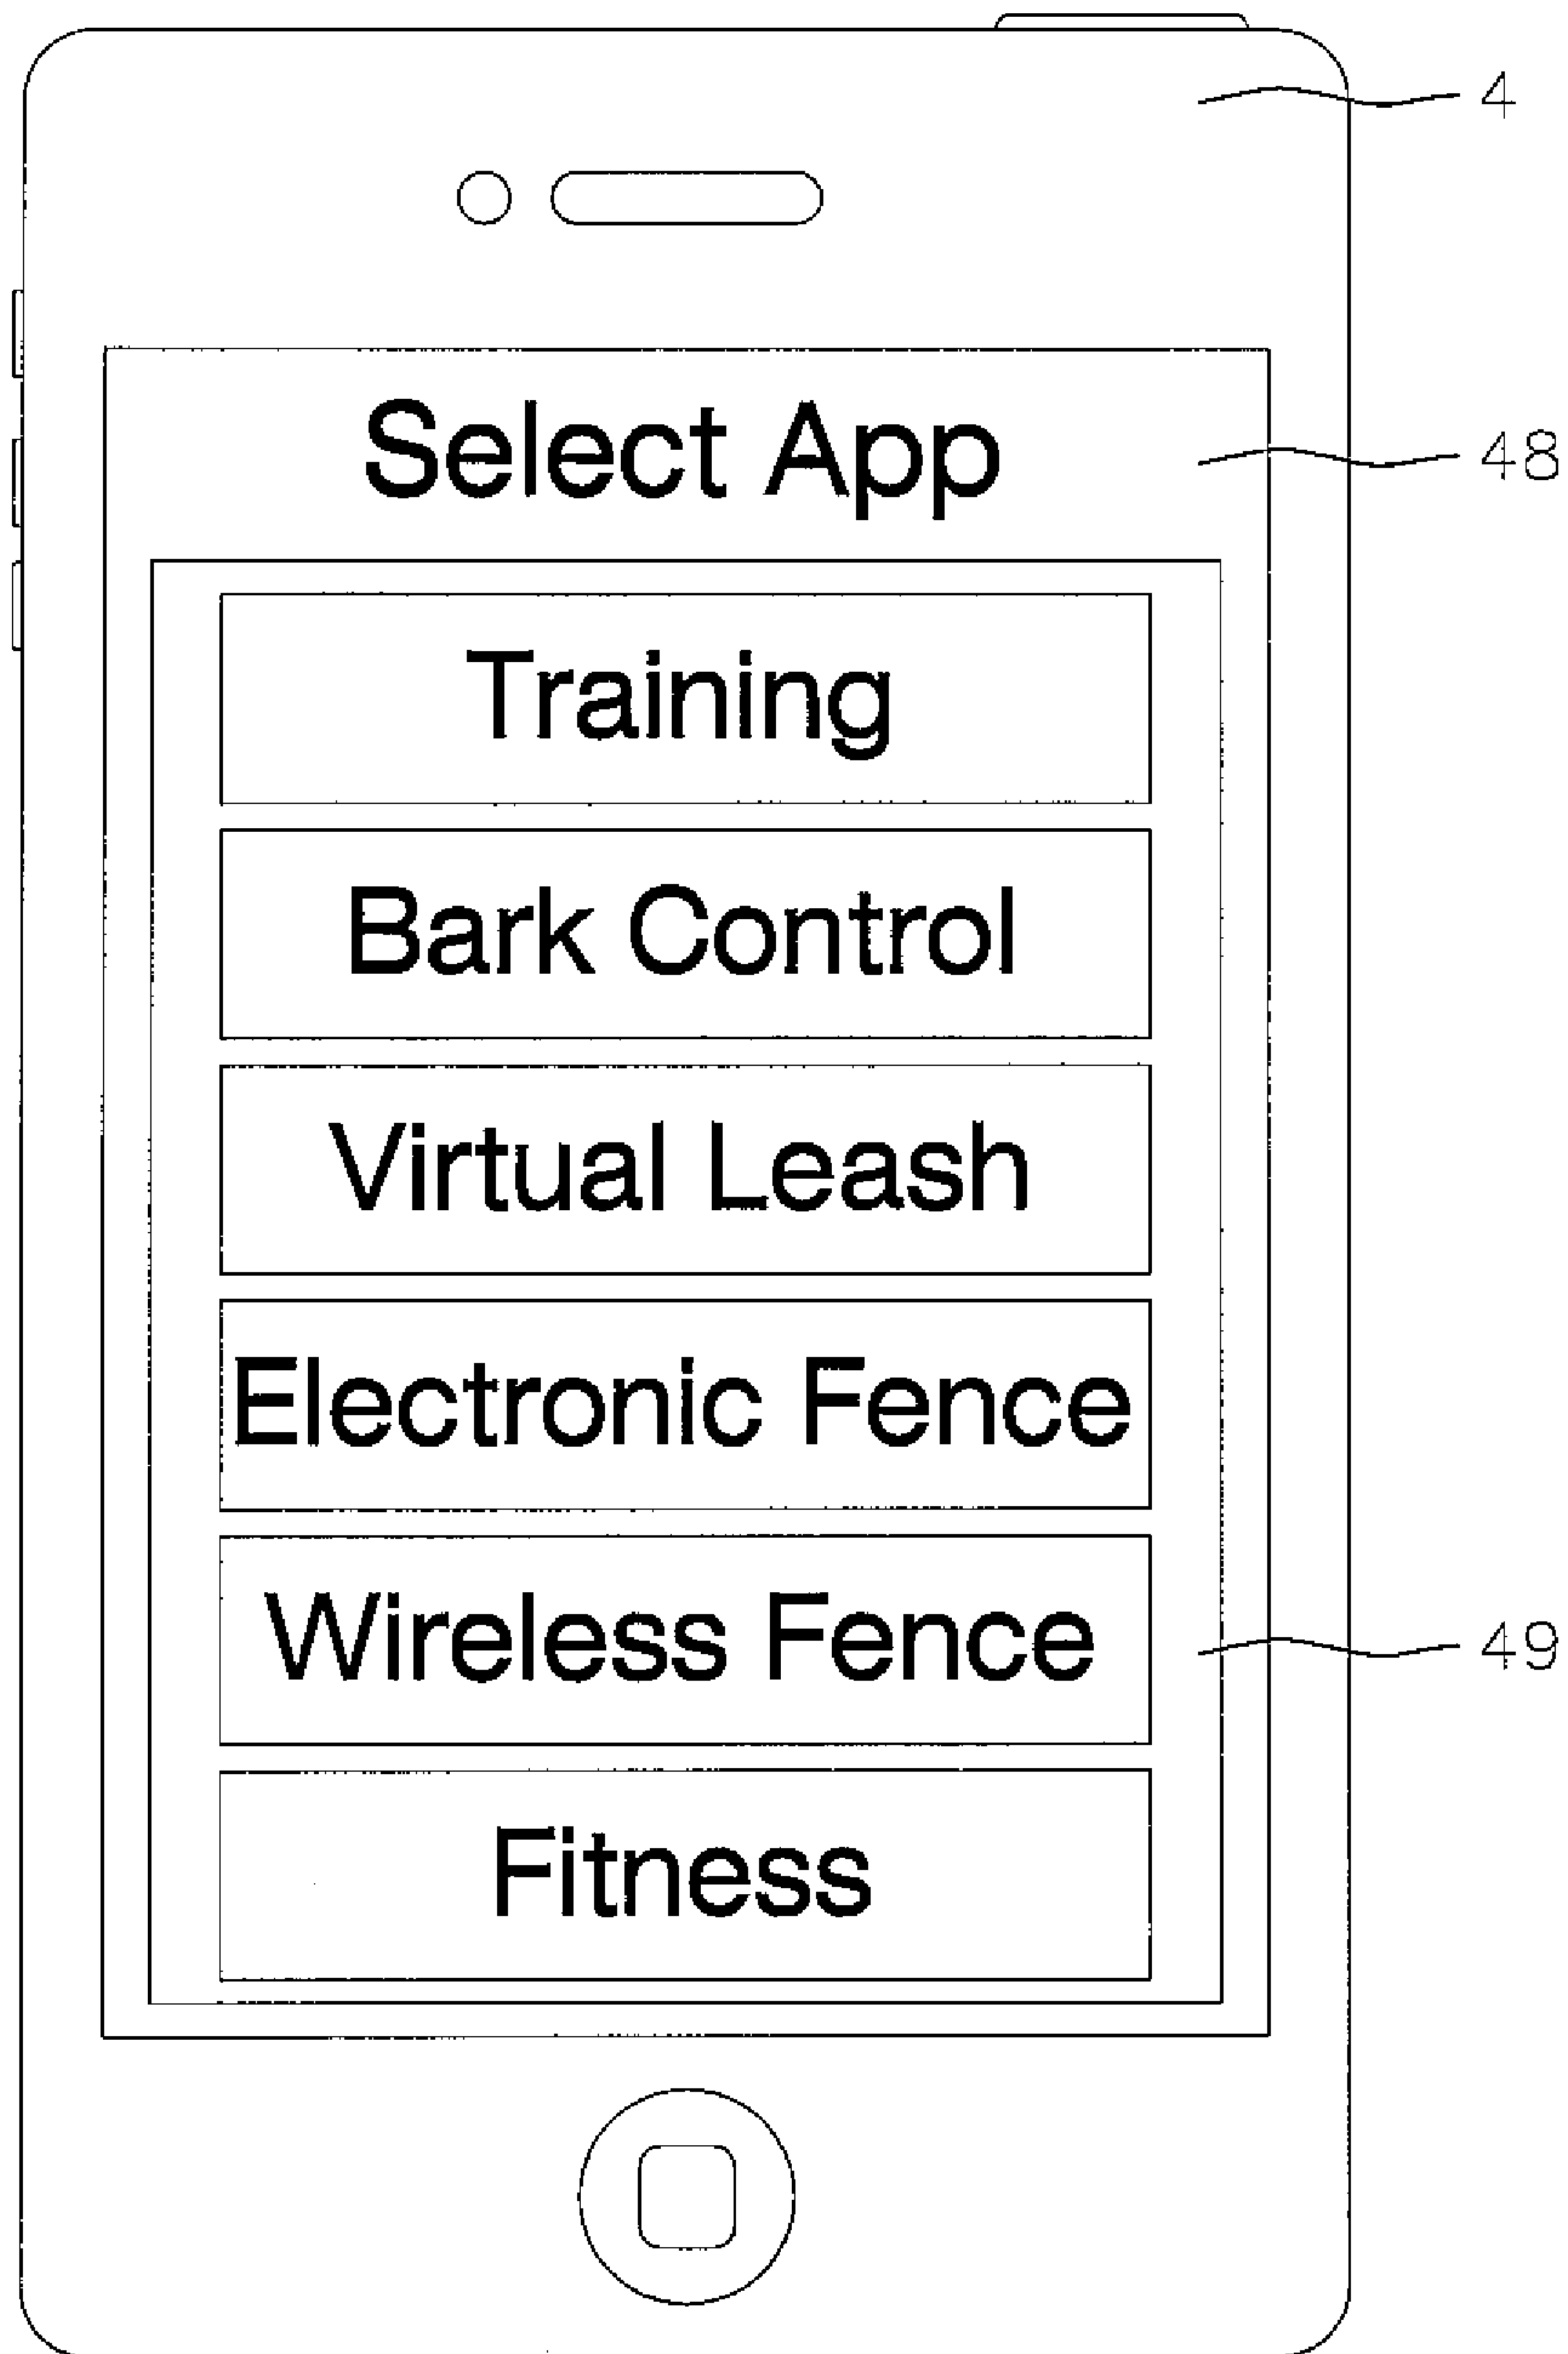 4
Select App
48
Training
Bark Control
Virtual Leash
Electronic Fence
Wireless Fence
49
Fitness